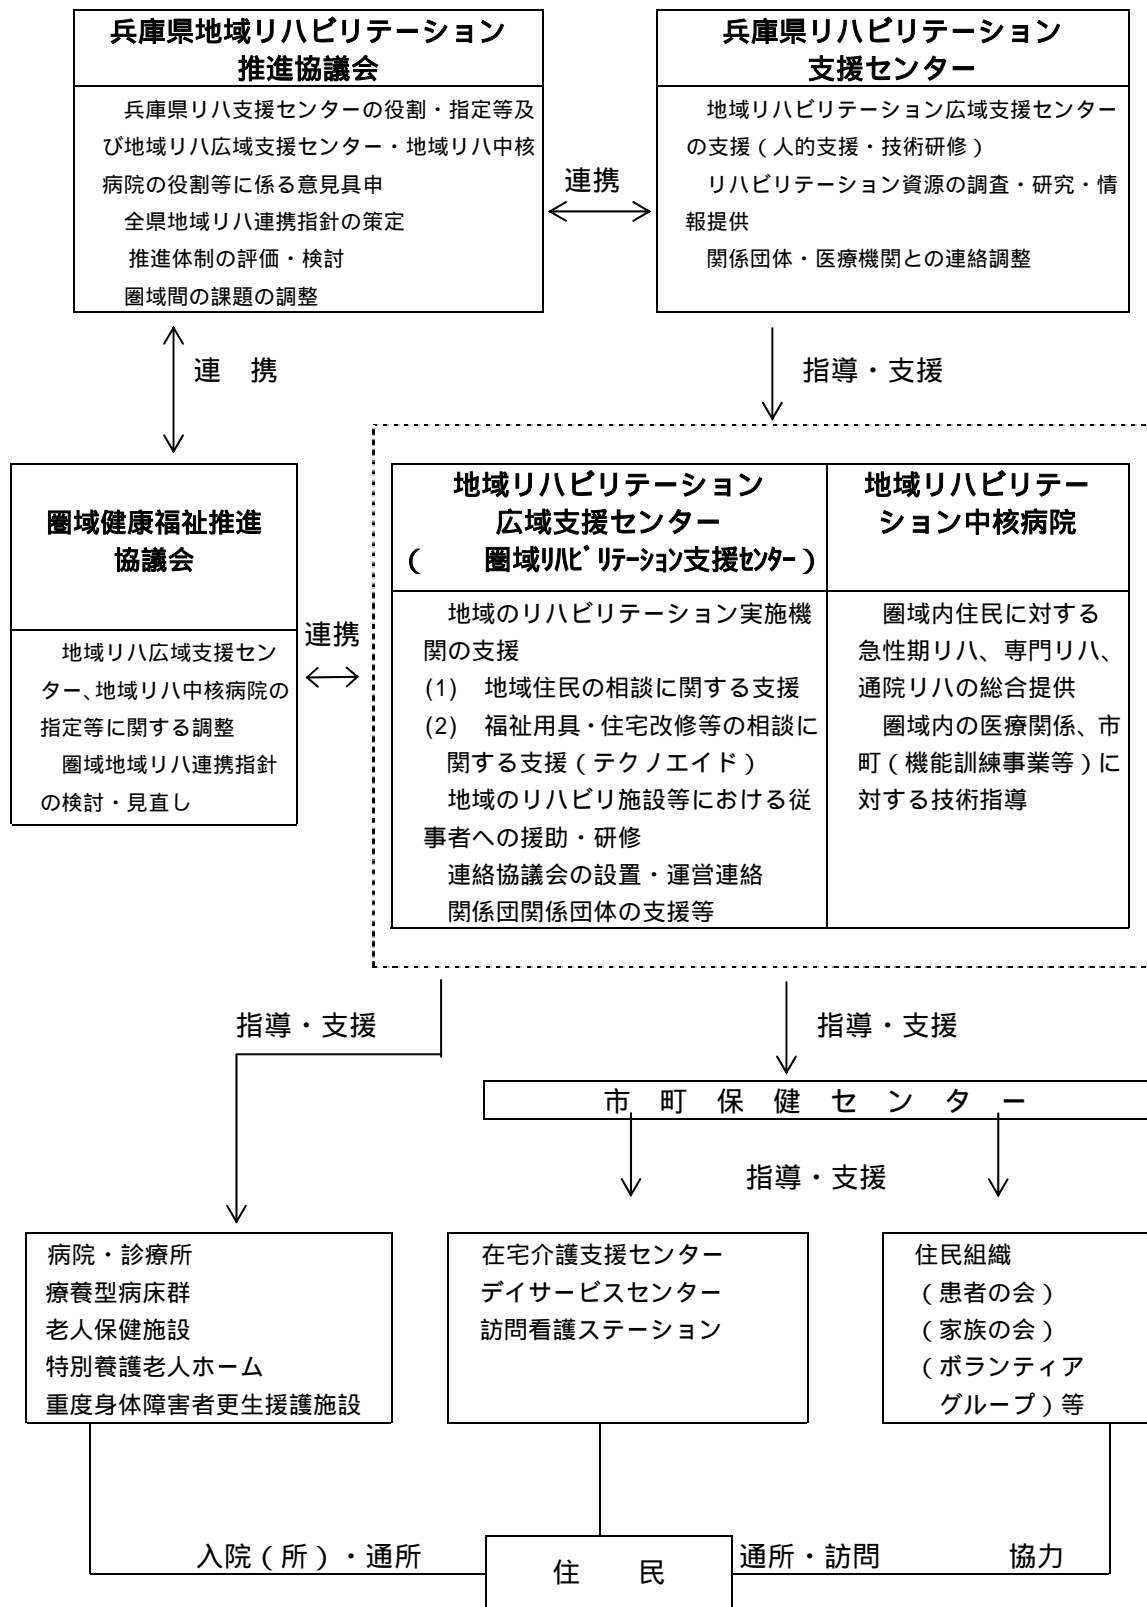 兵庫県地域リハビリテーション
推進協議会
兵庫県リハ支援センターの役割・指定等及
び地域リハ広域支援センター・地域リハ中核
病院の役割等に係る意見具申
全県地域リハ連携指針の策定
推進体制の評価・検討
圏域間の課題の調整
連携
兵庫県リハビリテーション
支援センター
地域リハビリテーション広域支援センター
の支援（人的支援・技術研修）
リハビリテーション資源の調査・研究・情
報提供
関係団体・医療機関との連絡調整
連　携
指導・支援
圏域健康福祉推進
協議会
地域リハ広域支援セン
ター、地域リハ中核病院の
指定等に関する調整
圏域地域リハ連携指針
の検討・見直し
連携
地域リハビリテーション
広域支援センター
（　　圏域ﾘﾊﾋﾞﾘﾃｰｼｮﾝ支援ｾﾝﾀｰ）
地域のリハビリテーション実施機
関の支援
(1)　地域住民の相談に関する支援
(2)　福祉用具・住宅改修等の相談に
関する支援（テクノエイド）
地域のリハビリ施設等における従
事者への援助・研修
連絡協議会の設置・運営連絡
関係団関係団体の支援等
地域リハビリテー
ション中核病院
圏域内住民に対する
急性期リハ、専門リハ、
通院リハの総合提供
圏域内の医療関係、市
町（機能訓練事業等）に
対する技術指導
指導・支援
指導・支援
市　町　保　健　セ　ン　タ　ー
指導・支援
病院・診療所
療養型病床群
老人保健施設
特別養護老人ホーム
重度身体障害者更生援護施設
在宅介護支援センター
デイサービスセンター
訪問看護ステーション
住民組織
（患者の会）
（家族の会）
（ボランティア
グループ）等
入院（所）・通所
住　　民
通所・訪問
協力